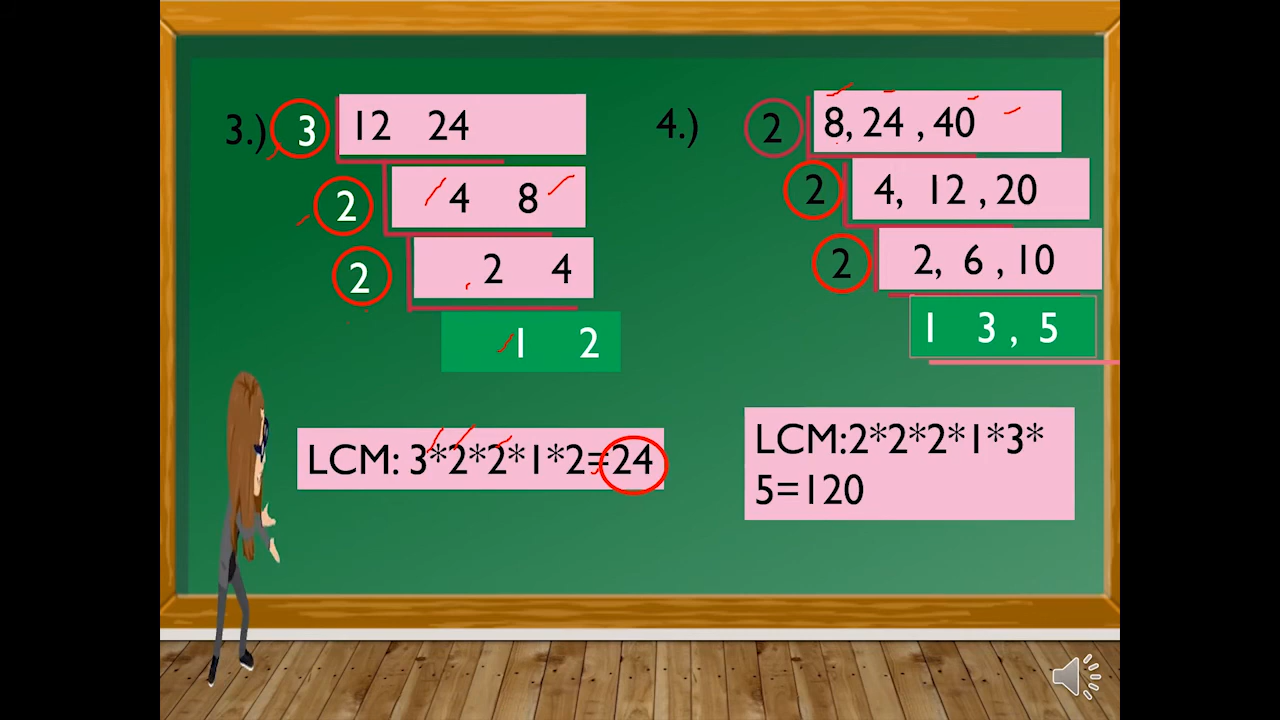 3.) 3 12 24
2 4 8
2 2 4
1 2
LCM: 3*2*2*1*2=24
4.) 2 8, 24 , 40
2 4, 12 , 20
2 2, 6 , 10
1 3 , 5
LCM:2*2*2*1*3*
5=120